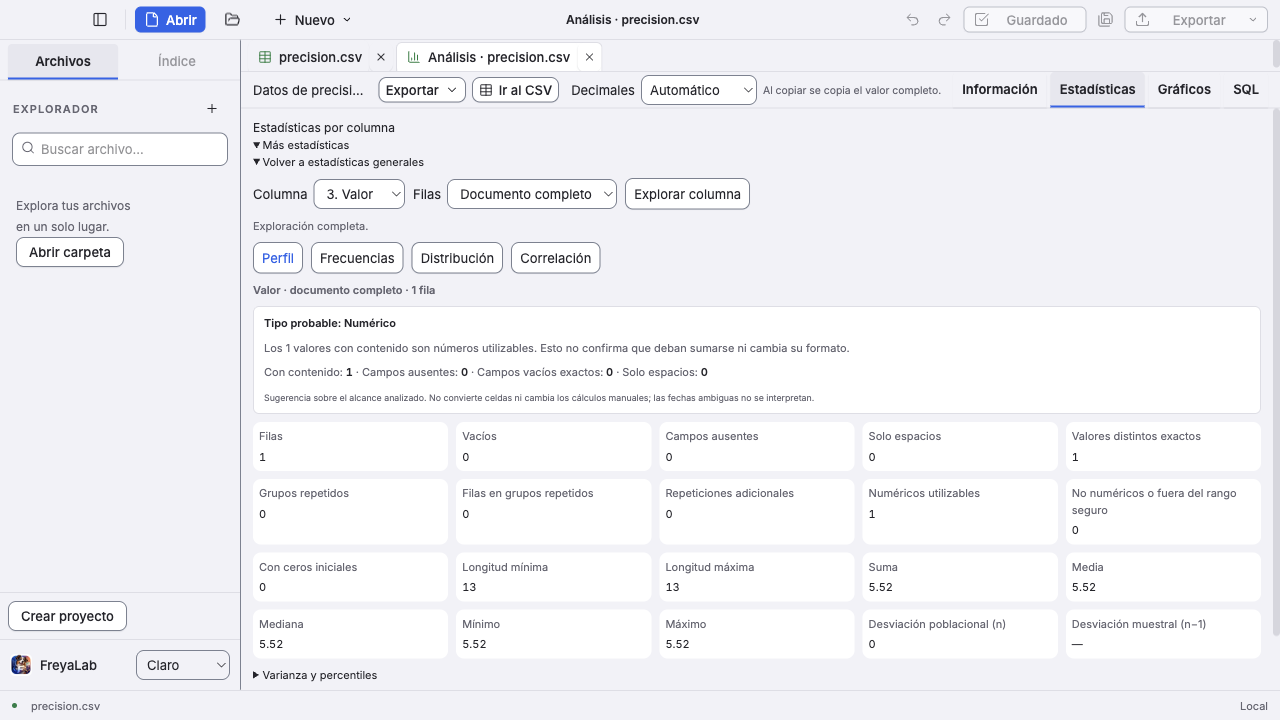 Abrir
Nuevo
Análisis · precision.csv
Guardado
Exportar
Archivos
Índice
precision.csv
Análisis · precision.csv
EXPLORADOR
Buscar archivo...
Explora tus archivos
en un solo lugar.
Abrir carpeta
Crear proyecto
FreyaLab
Claro
Datos de precisi...
Exportar
Ir al CSV
Decimales
Automático
Al copiar se copia el valor completo.
Información
Estadísticas
Gráficos
SQL
Estadísticas por columna
Más estadísticas
Volver a estadísticas generales
Columna
3. Valor
Filas
Documento completo
Explorar columna
Exploración completa.
Perfil
Frecuencias
Distribución
Correlación
Valor · documento completo · 1 fila
Tipo probable: Numérico
Los 1 valores con contenido son números utilizables. Esto no confirma que deban sumarse ni cambia su formato.
Con contenido: 1 · Campos ausentes: 0 · Campos vacíos exactos: 0 · Solo espacios: 0
Sugerencia sobre el alcance analizado. No convierte celdas ni cambia los cálculos manuales; las fechas ambiguas no se interpretan.
Filas
1
Vacíos
0
Campos ausentes
0
Solo espacios
0
Valores distintos exactos
1
Grupos repetidos
0
Filas en grupos repetidos
0
Repeticiones adicionales
0
Numéricos utilizables
1
No numéricos o fuera del rango
seguro
0
Con ceros iniciales
0
Longitud mínima
13
Longitud máxima
13
Suma
5.52
Media
5.52
Mediana
5.52
Mínimo
5.52
Máximo
5.52
Desviación poblacional (n)
0
Desviación muestral (n−1)
—
Varianza y percentiles
precision.csv
Local